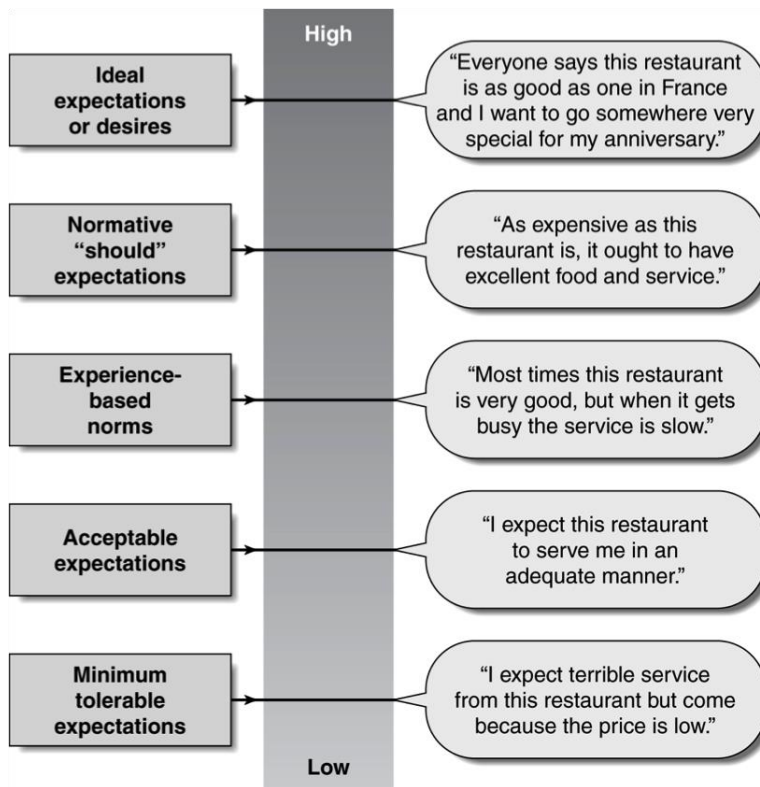 High
Ideal
expectations
or desires
“Everyone says this restaurant
is as good as one in France
and I want to go somewhere very
special for my anniversary.”
Normative
“should”
expectations
“As expensive as this
restaurant is, it ought to have
excellent food and service.”
Experience-
based
norms
“Most times this restaurant
is very good, but when it gets
busy the service is slow.”
Acceptable
expectations
“I expect this restaurant
to serve me in an
adequate manner.”
Minimum
tolerable
expectations
“I expect terrible service
from this restaurant but come
because the price is low.”
Low